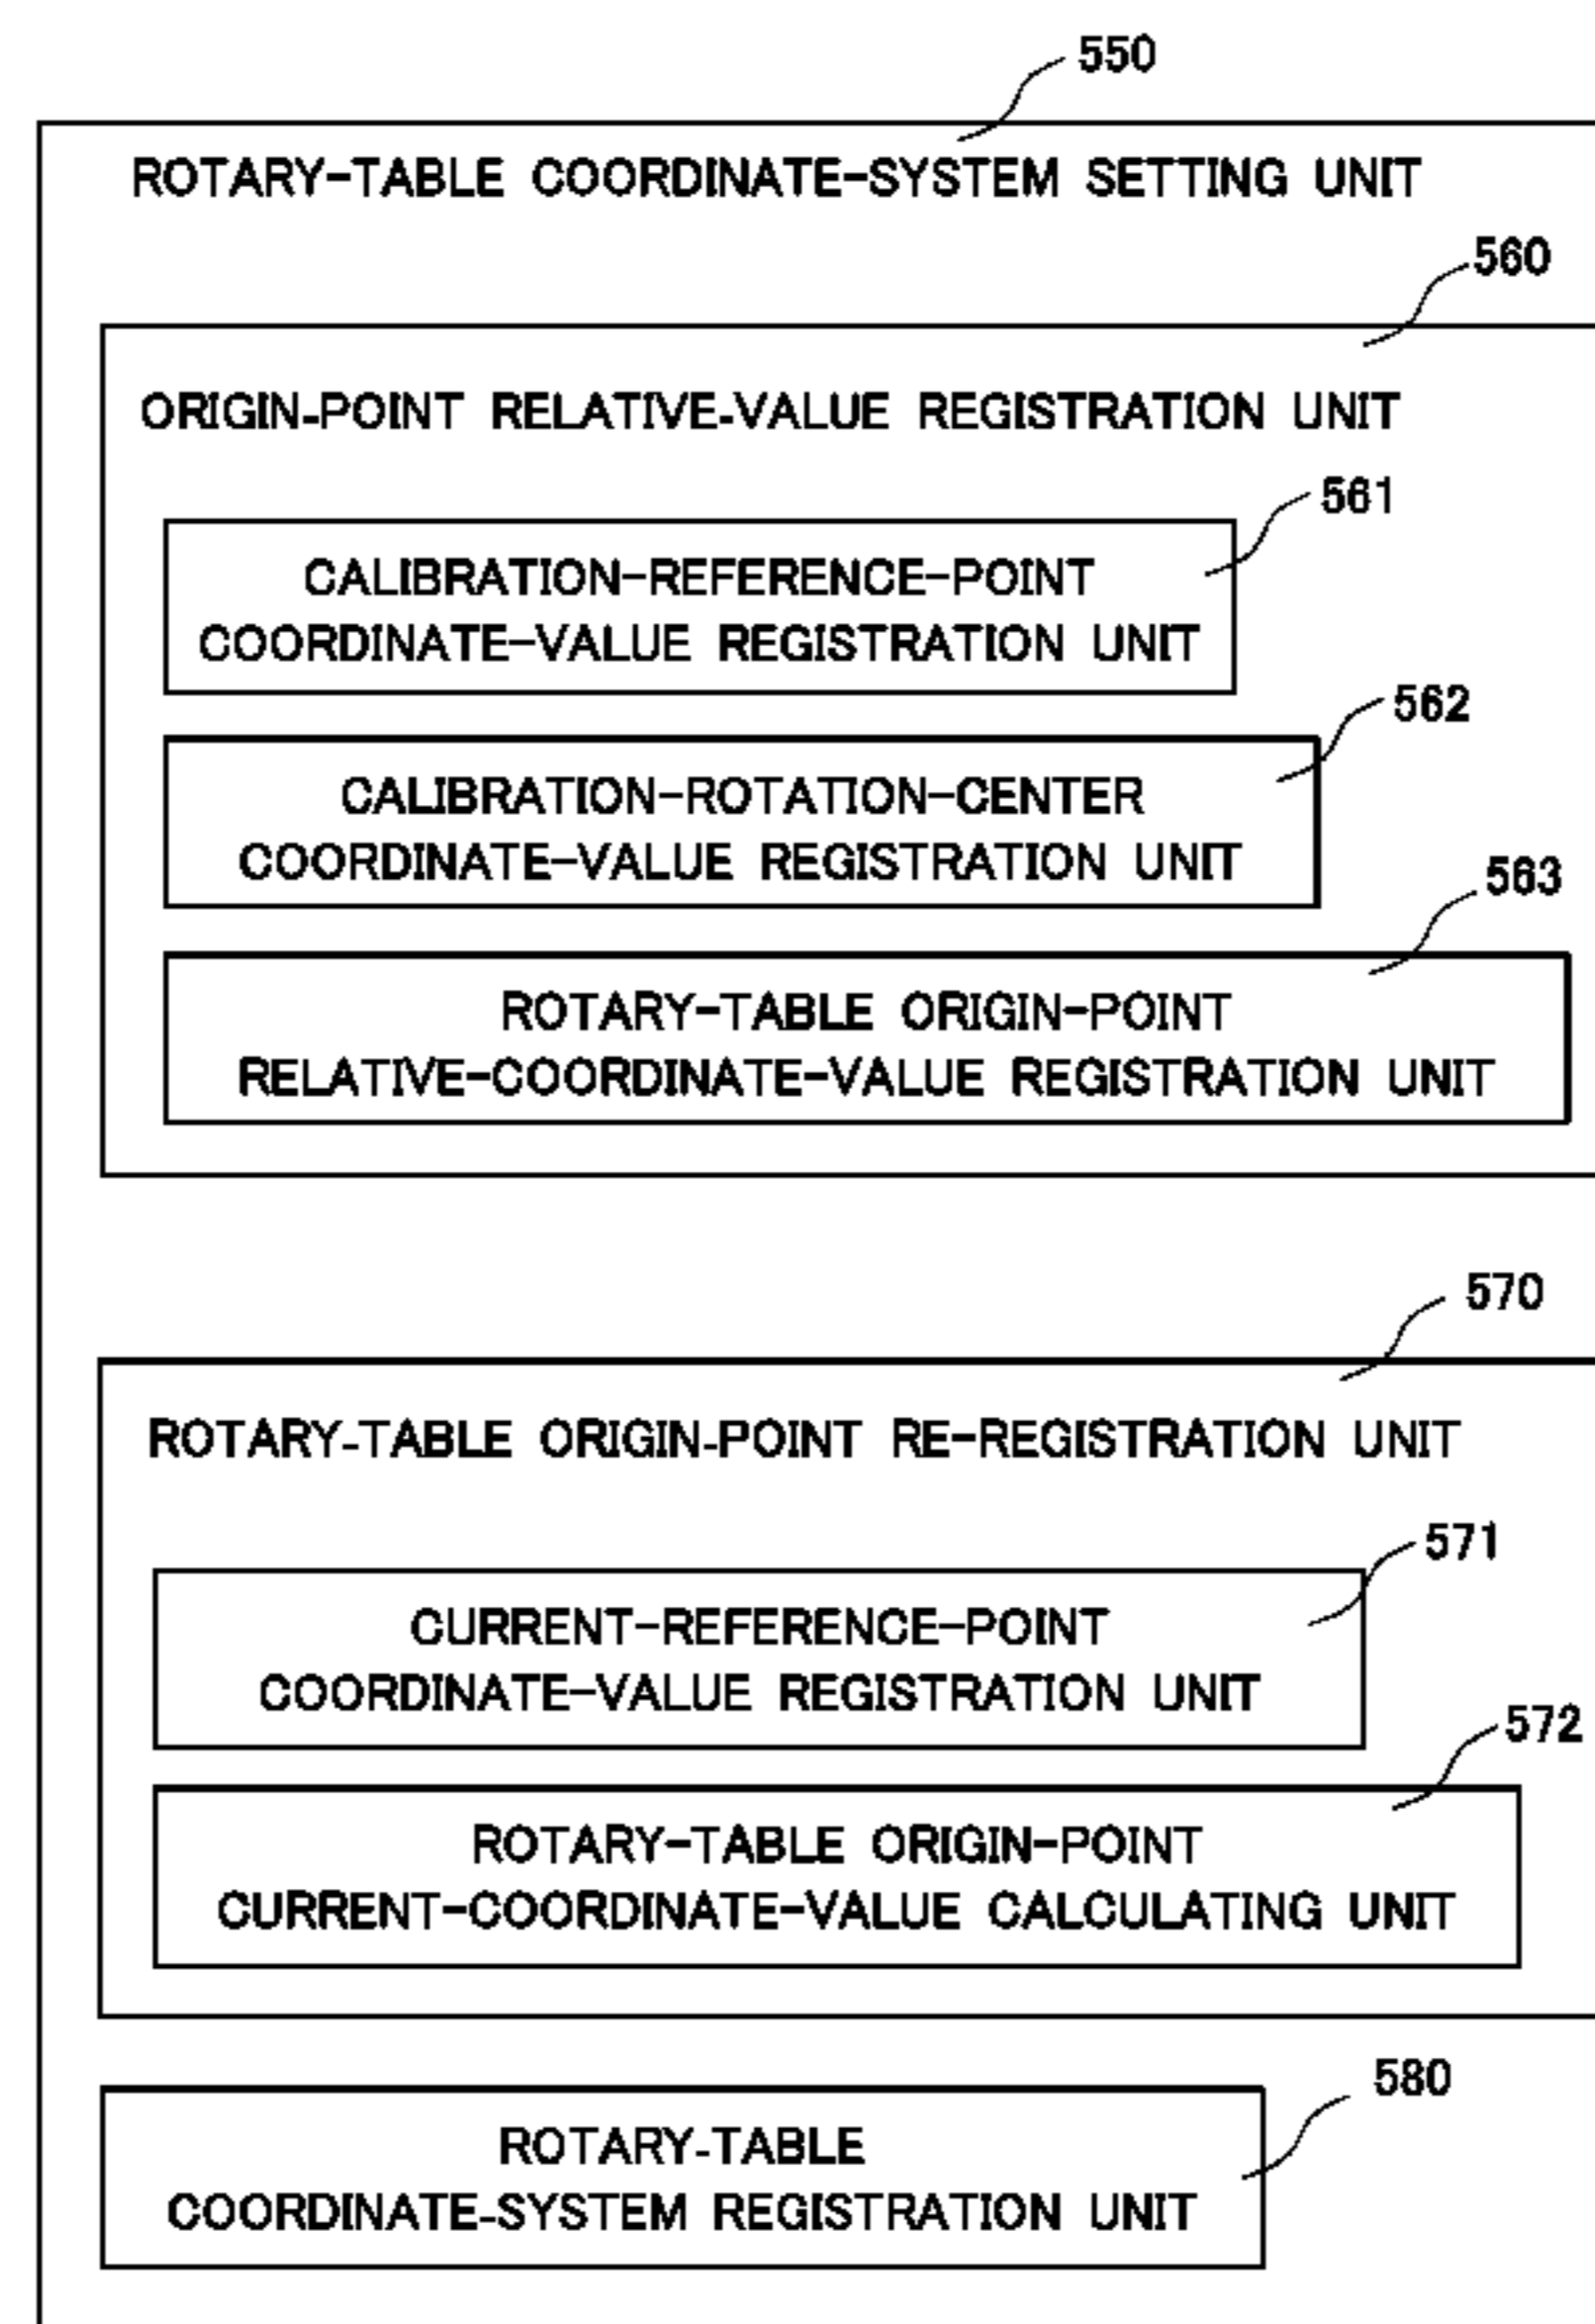 550
ROTARY-TABLE COORDINATE-SYSTEM SETTING UNIT
560
ORIGIN-POINT RELATIVE-VALUE REGISTRATION UNIT
561
CALIBRATION-REFERENCE-POINT
COORDINATE-VALUE REGISTRATION UNIT
562
CALIBRATION-ROTATION-CENTER
COORDINATE-VALUE REGISTRATION UNIT
563
ROTARY-TABLE ORIGIN-POINT
RELATIVE-COORDINATE-VALUE REGISTRATION UNIT
570
ROTARY-TABLE ORIGIN-POINT RE-REGISTRATION UNIT
571
CURRENT-REFERENCE-POINT
COORDINATE-VALUE REGISTRATION UNIT
572
ROTARY-TABLE ORIGIN-POINT
CURRENT-COORDINATE-VALUE CALCULATING UNIT
580
ROTARY-TABLE
COORDINATE-SYSTEM REGISTRATION UNIT